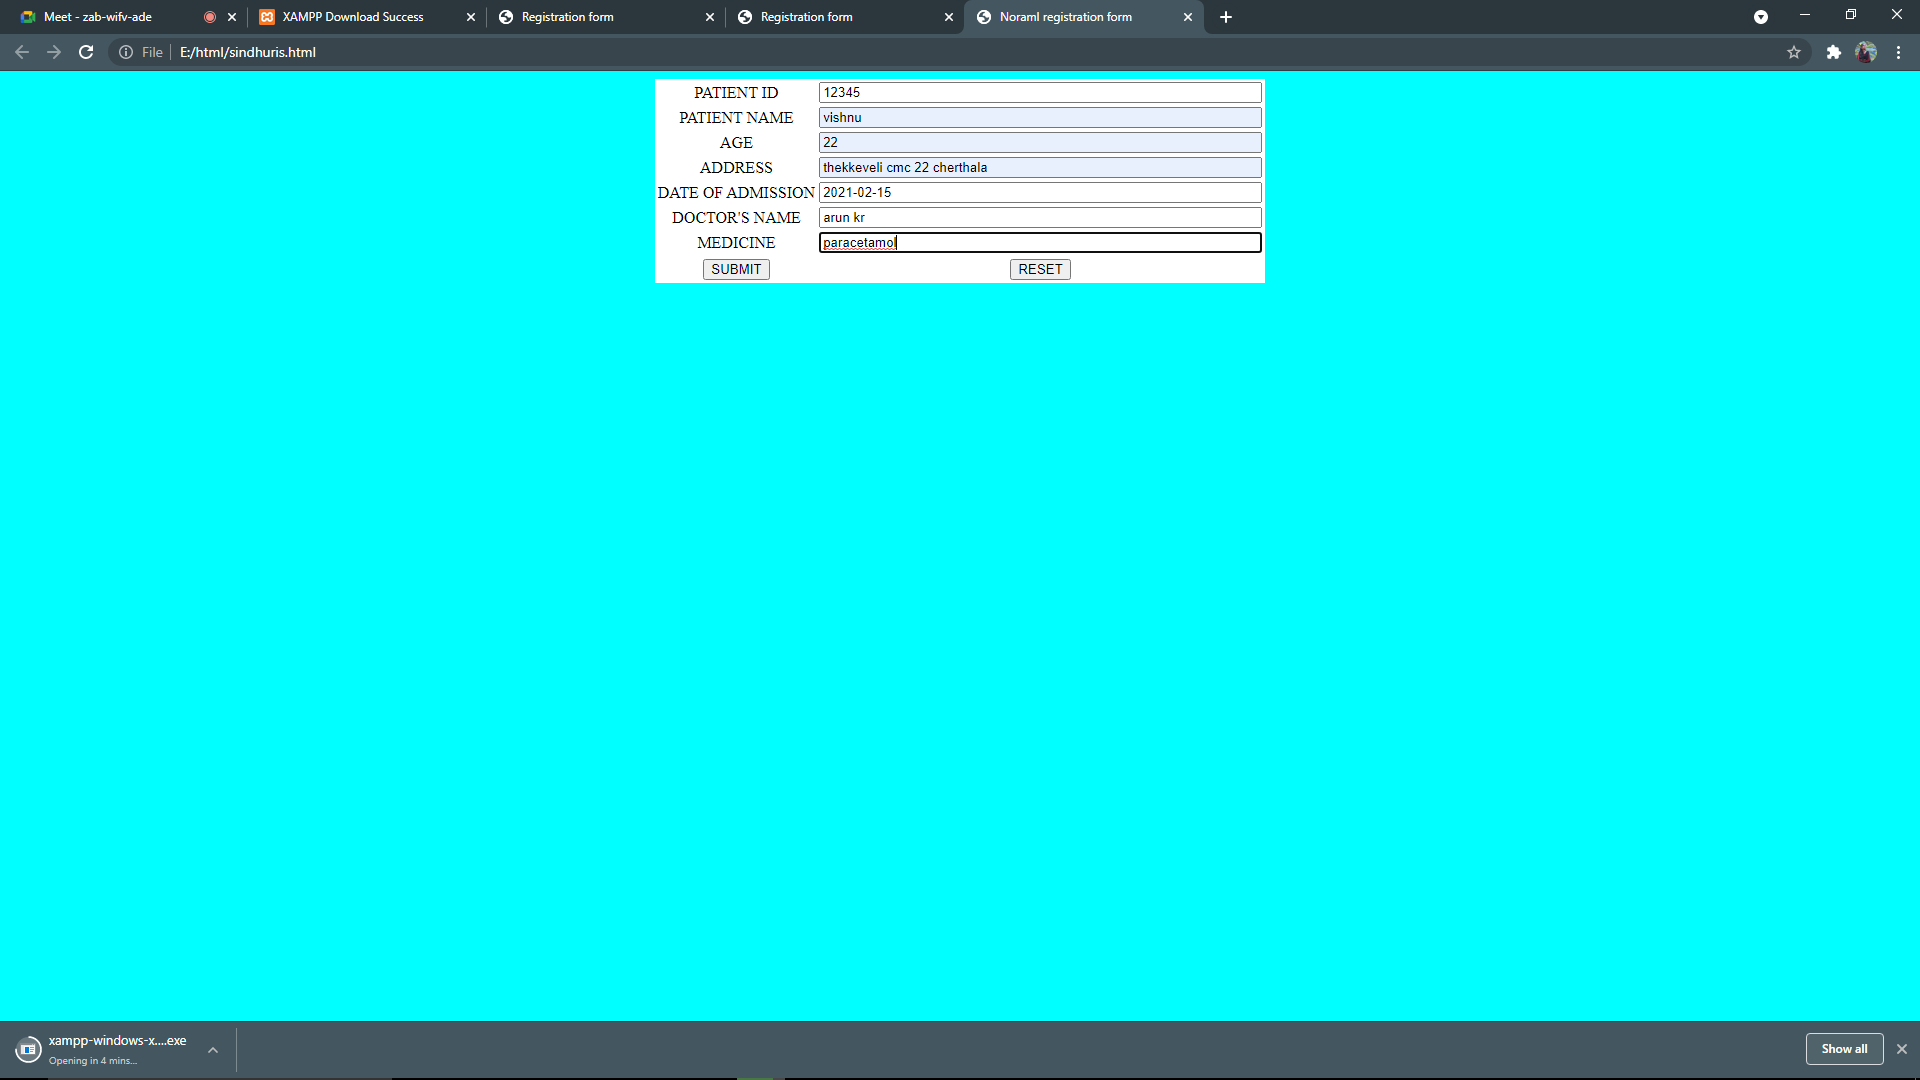 Meet - zab-wifv-ade
XAMPP Download Success
Registration form
Registration form
Noraml registration form
File
E:/html/sindhuris.html
PATIENT ID 12345
PATIENT NAME vishnu
AGE 22
ADDRESS thekkeveli cmc 22 cherthala
DATE OF ADMISSION 2021-02-15
DOCTOR'S NAME arun kr
MEDICINE paracetamol
SUBMIT RESET
xampp-windows-x....exe
Opening in 4 mins...
Show all